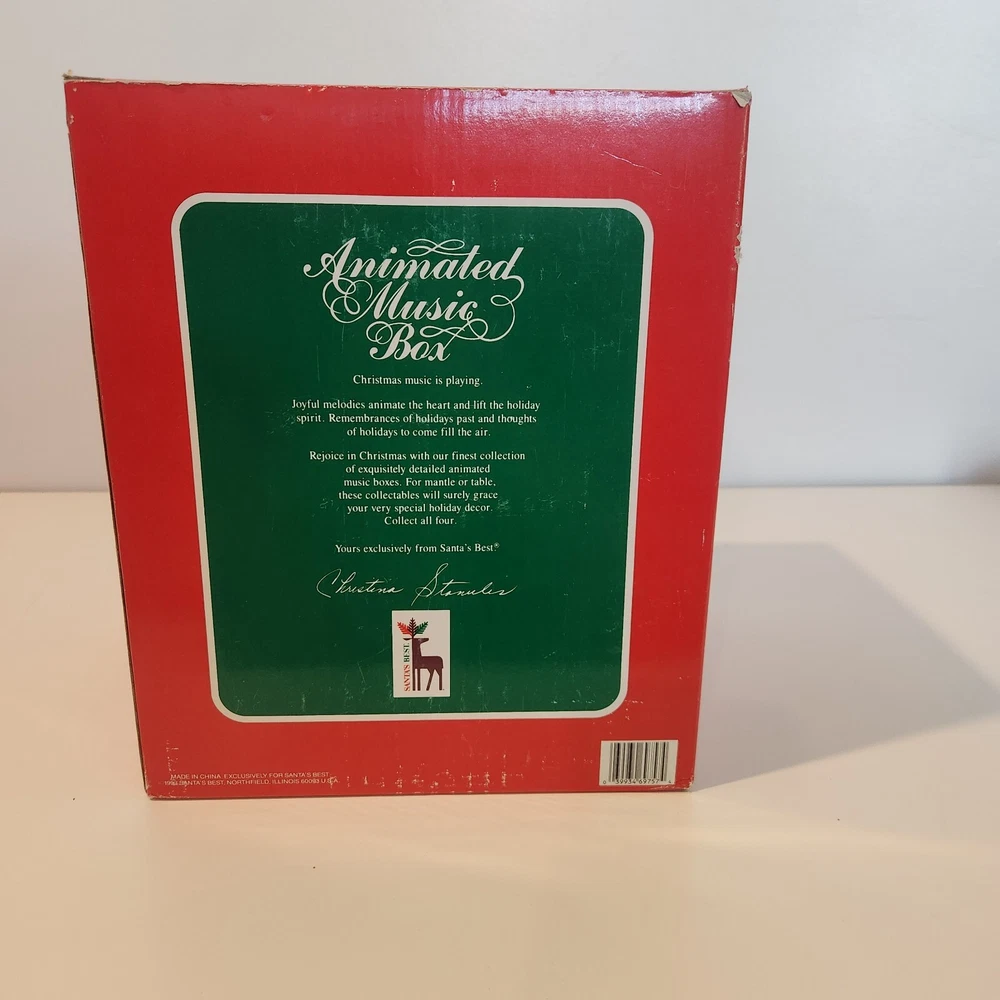 Animated
Music
Box
Christmas music is playing.
Joyful melodies animate the heart and lift the holiday
spirit. Remembrances of holidays past and thoughts
of holidays to come fill the air.
Rejoice in Christmas with our finest collection
of exquisitely detailed animated
music boxes. For mantle or table,
these collectables will surely grace
your very special holiday decor.
Collect all four.
Yours exclusively from Santa's Best®
Christina Stanulis
SANTA'S BEST
MADE IN CHINA EXCLUSIVELY FOR SANTA'S BEST
SANTA'S BEST, NORTHFIELD, ILLINOIS 60093 U.S.A.